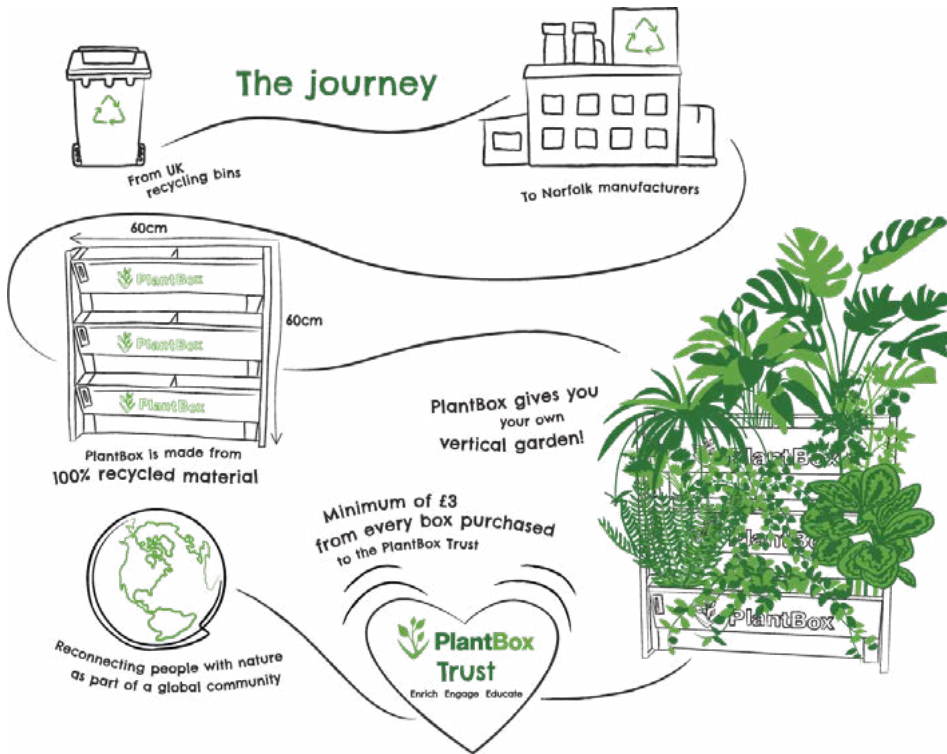 The journey
From UK
recycling bins
To Norfolk manufacturers
60cm
60cm
PlantBox
PlantBox
PlantBox
PlantBox is made from
100% recycled material
PlantBox gives you
your own
vertical garden!
PlantBox
PlantBox
PlantBox
Minimum of £3
from every box purchased
to the PlantBox Trust
PlantBox
Trust
Enrich Engage Educate
Reconnecting people with nature
as part of a global community